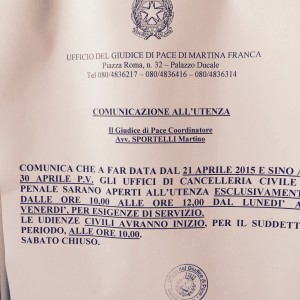 UFFICIO DEL GIUDICE DI PACE DI MARTINA FRANCA
Piazza Roma, n. 32 – Palazzo Ducale
Tel 080/4836217 – 080/4836416 – 080/4836314
COMUNICAZIONE ALL'UTENZA
Il Giudice di Pace Coordinatore
Avv. SPORTELLI Martino
COMUNICA CHE A FAR DATA DAL 21 APRILE 2015 E SINO A
30 APRILE P.V. GLI UFFICI DI CANCELLERIA CIVILE
PENALE SARANO APERTI ALL'UTENZA ESCLUSIVAMENT
DALLE ORE 10,00 ALLE ORE 12,00 DAL LUNEDI' A
VENERDI', PER ESIGENZE DI SERVIZIO.
LE UDIENZE CIVILI AVRANNO INIZIO, PER IL SUDDETT
PERIODO, ALLE ORE 10,00.
SABATO CHIUSO.